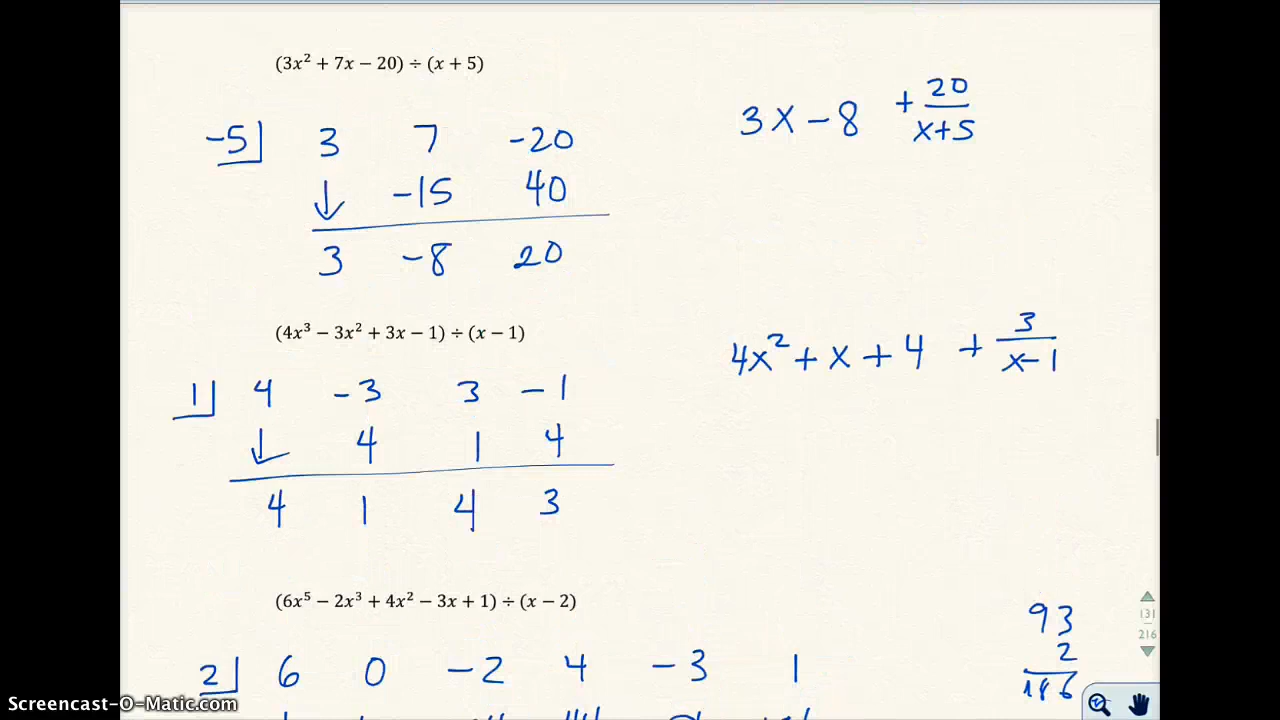 (3x² + 7x − 20) ÷ (x + 5)
3x − 8 + 20/(x+5)
-5| 3 7 -20
↓ -15 40
3 -8 20
(4x³ − 3x² + 3x − 1) ÷ (x − 1)
4x² + x + 4 + 3/(x−1)
1| 4 -3 3 -1
↓ 4 1 4
4 1 4 3
(6x⁵ − 2x³ + 4x² − 3x + 1) ÷ (x − 2)
93
2
186
2| 6 0 -2 4 -3 1
131
216
Screencast-O-Matic.com